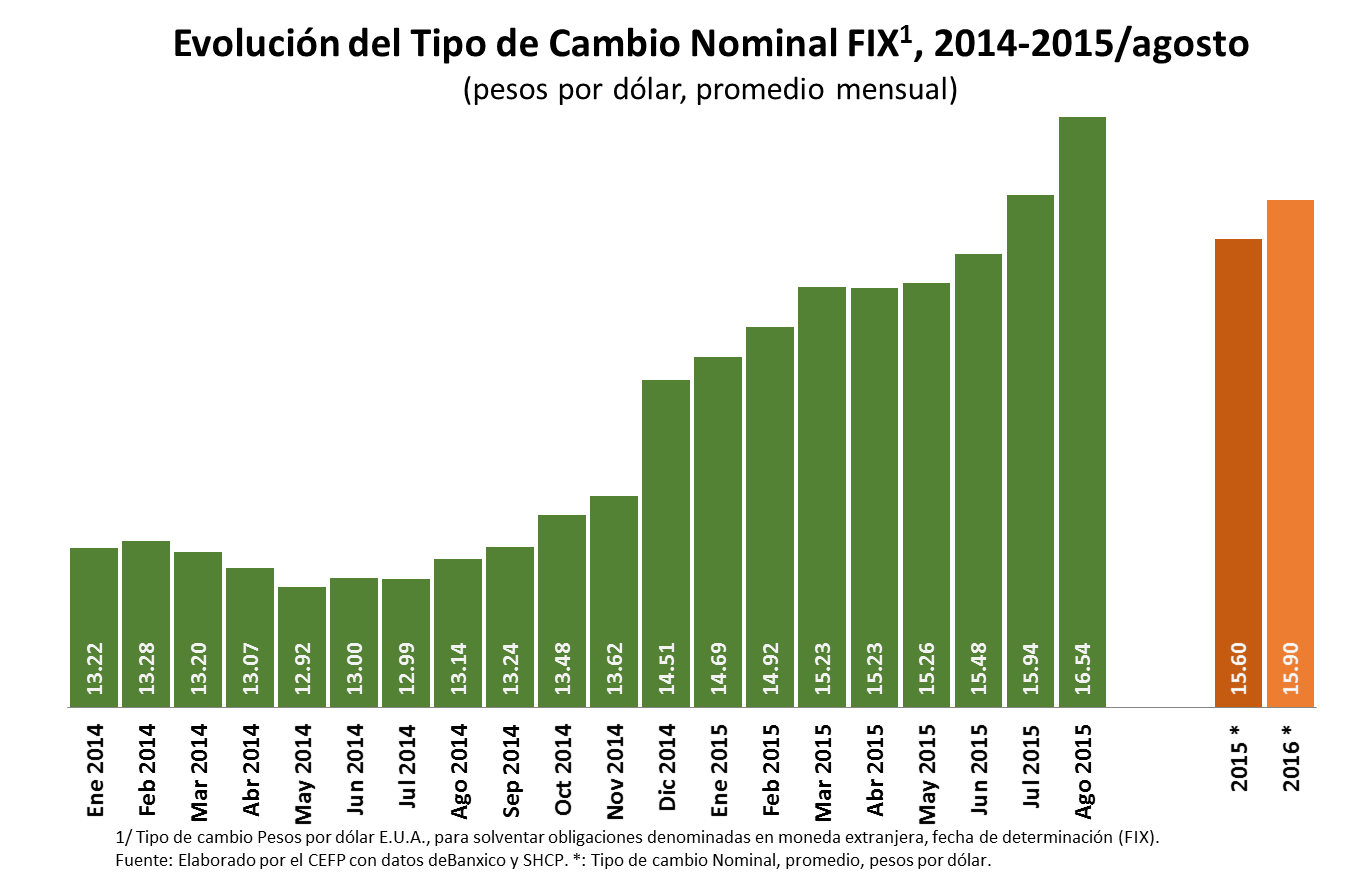 Evolución del Tipo de Cambio Nominal FIX1, 2014-2015/agosto
(pesos por dólar, promedio mensual)
13.22
13.28
13.20
13.07
12.92
13.00
12.99
13.14
13.24
13.48
13.62
14.51
14.69
14.92
15.23
15.23
15.26
15.48
15.94
16.54
15.60
15.90
Ene 2014
Feb 2014
Mar 2014
Abr 2014
May 2014
Jun 2014
Jul 2014
Ago 2014
Sep 2014
Oct 2014
Nov 2014
Dic 2014
Ene 2015
Feb 2015
Mar 2015
Abr 2015
May 2015
Jun 2015
Jul 2015
Ago 2015
2015 *
2016 *
1/ Tipo de cambio Pesos por dólar E.U.A., para solventar obligaciones denominadas en moneda extranjera, fecha de determinación (FIX).
Fuente: Elaborado por el CEFP con datos deBanxico y SHCP. *: Tipo de cambio Nominal, promedio, pesos por dólar.